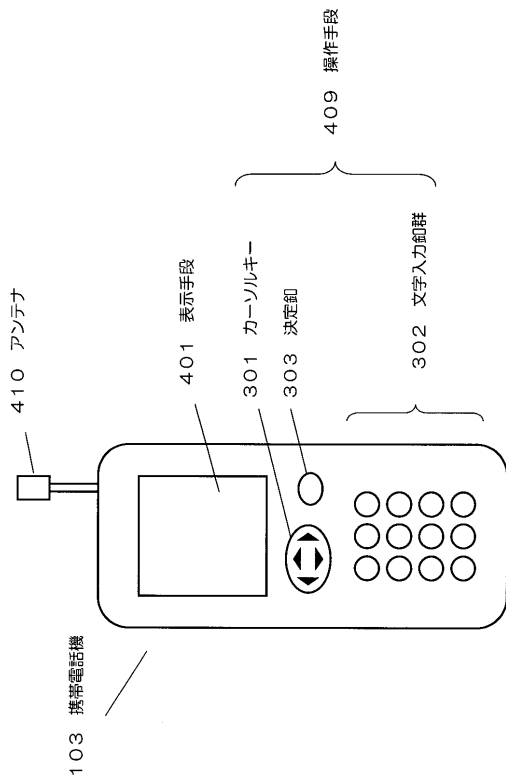 410 アンテナ
103 携帯電話機
401 表示手段
301 カーソルキー
303 決定釦
302 文字入力釦群
409 操作手段